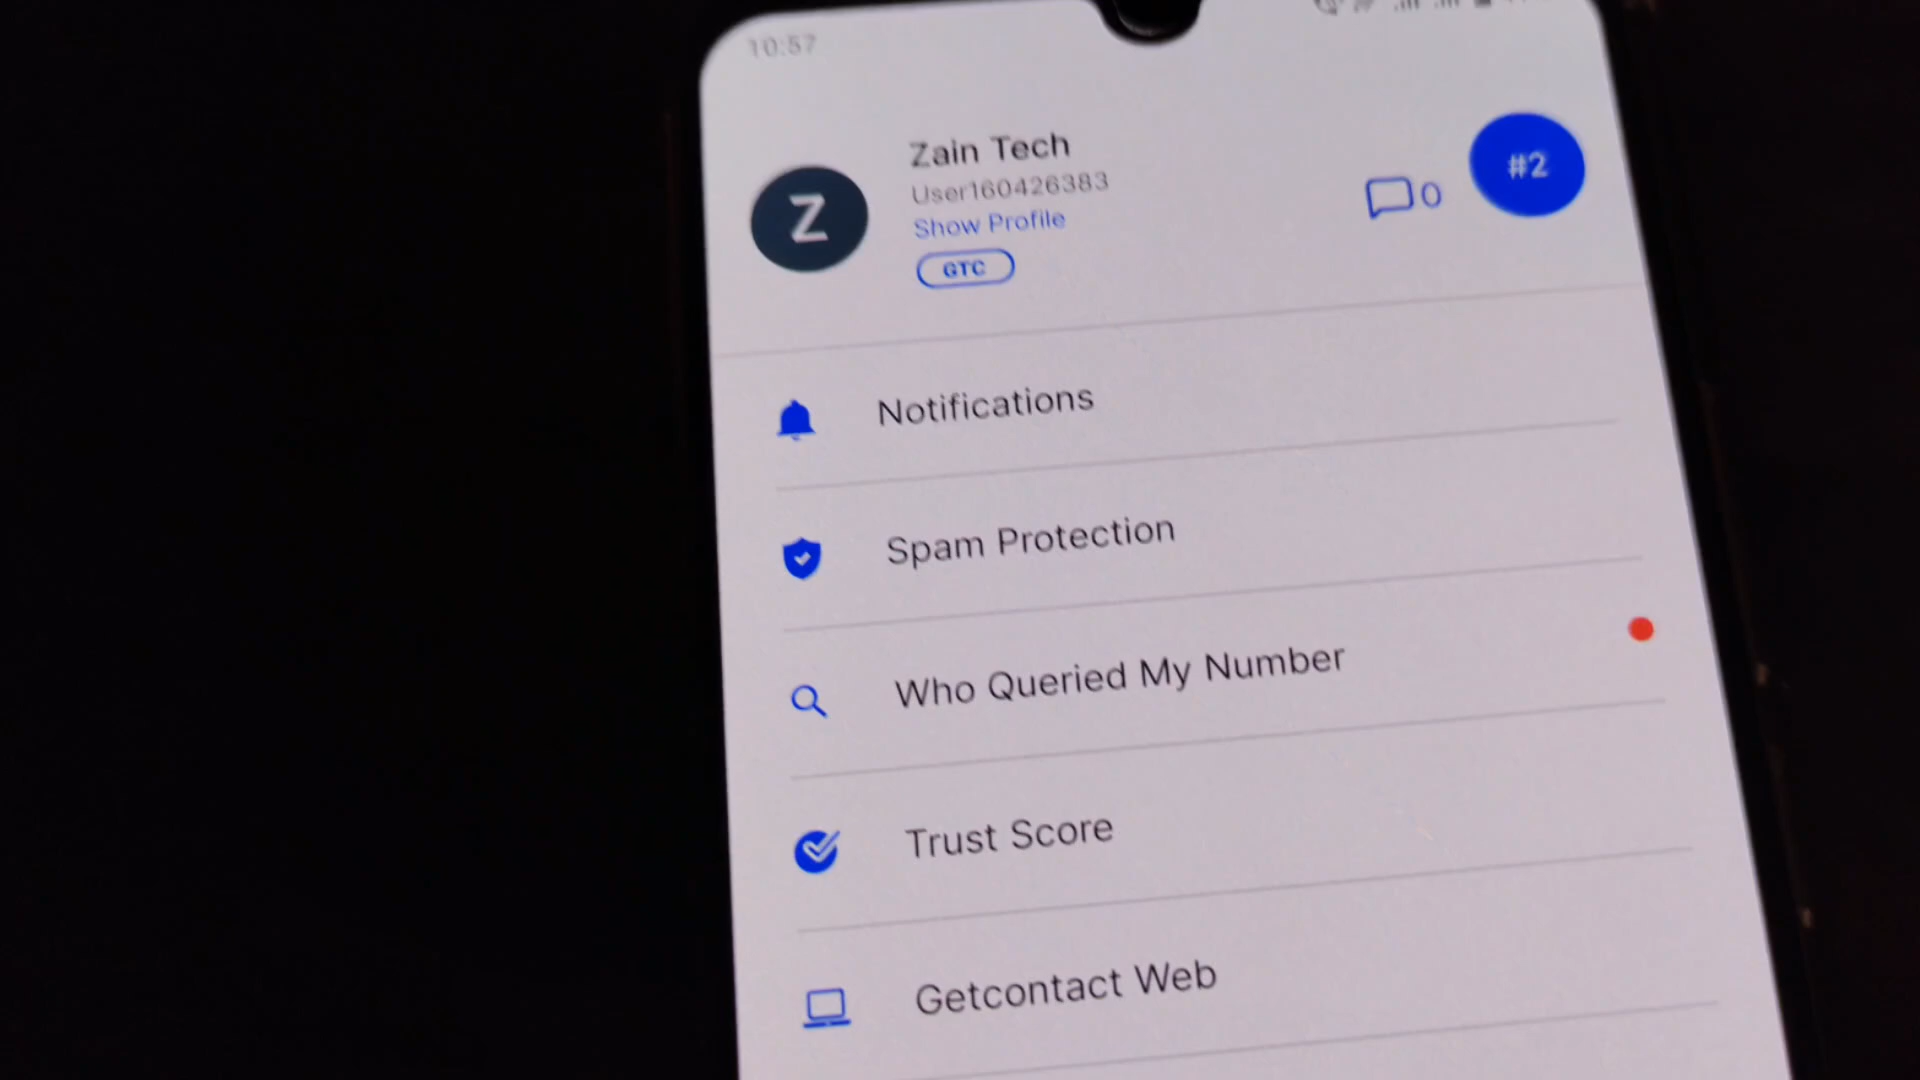 10:57
Zain Tech
User160426383
Show Profile
GTC
0
#2
Z
Notifications
Spam Protection
Who Queried My Number
Trust Score
Getcontact Web